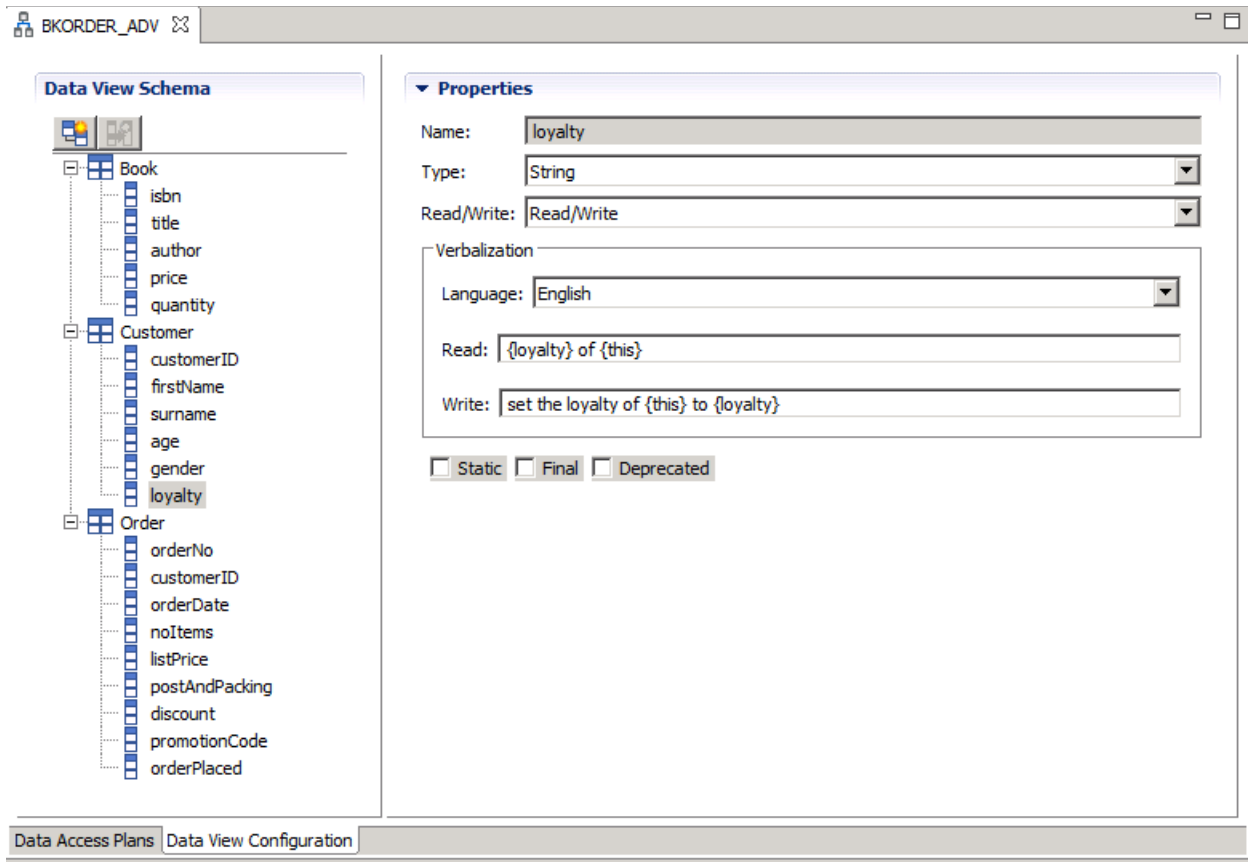 BKORDER_ADV
Data View Schema
Book
isbn
title
author
price
quantity
Customer
customerID
firstName
surname
age
gender
loyalty
Order
orderNo
customerID
orderDate
noItems
listPrice
postAndPacking
discount
promotionCode
orderPlaced
Properties
Name: loyalty
Type: String
Read/Write: Read/Write
Verbalization
Language: English
Read: {loyalty} of {this}
Write: set the loyalty of {this} to {loyalty}
Static Final Deprecated
Data Access Plans Data View Configuration